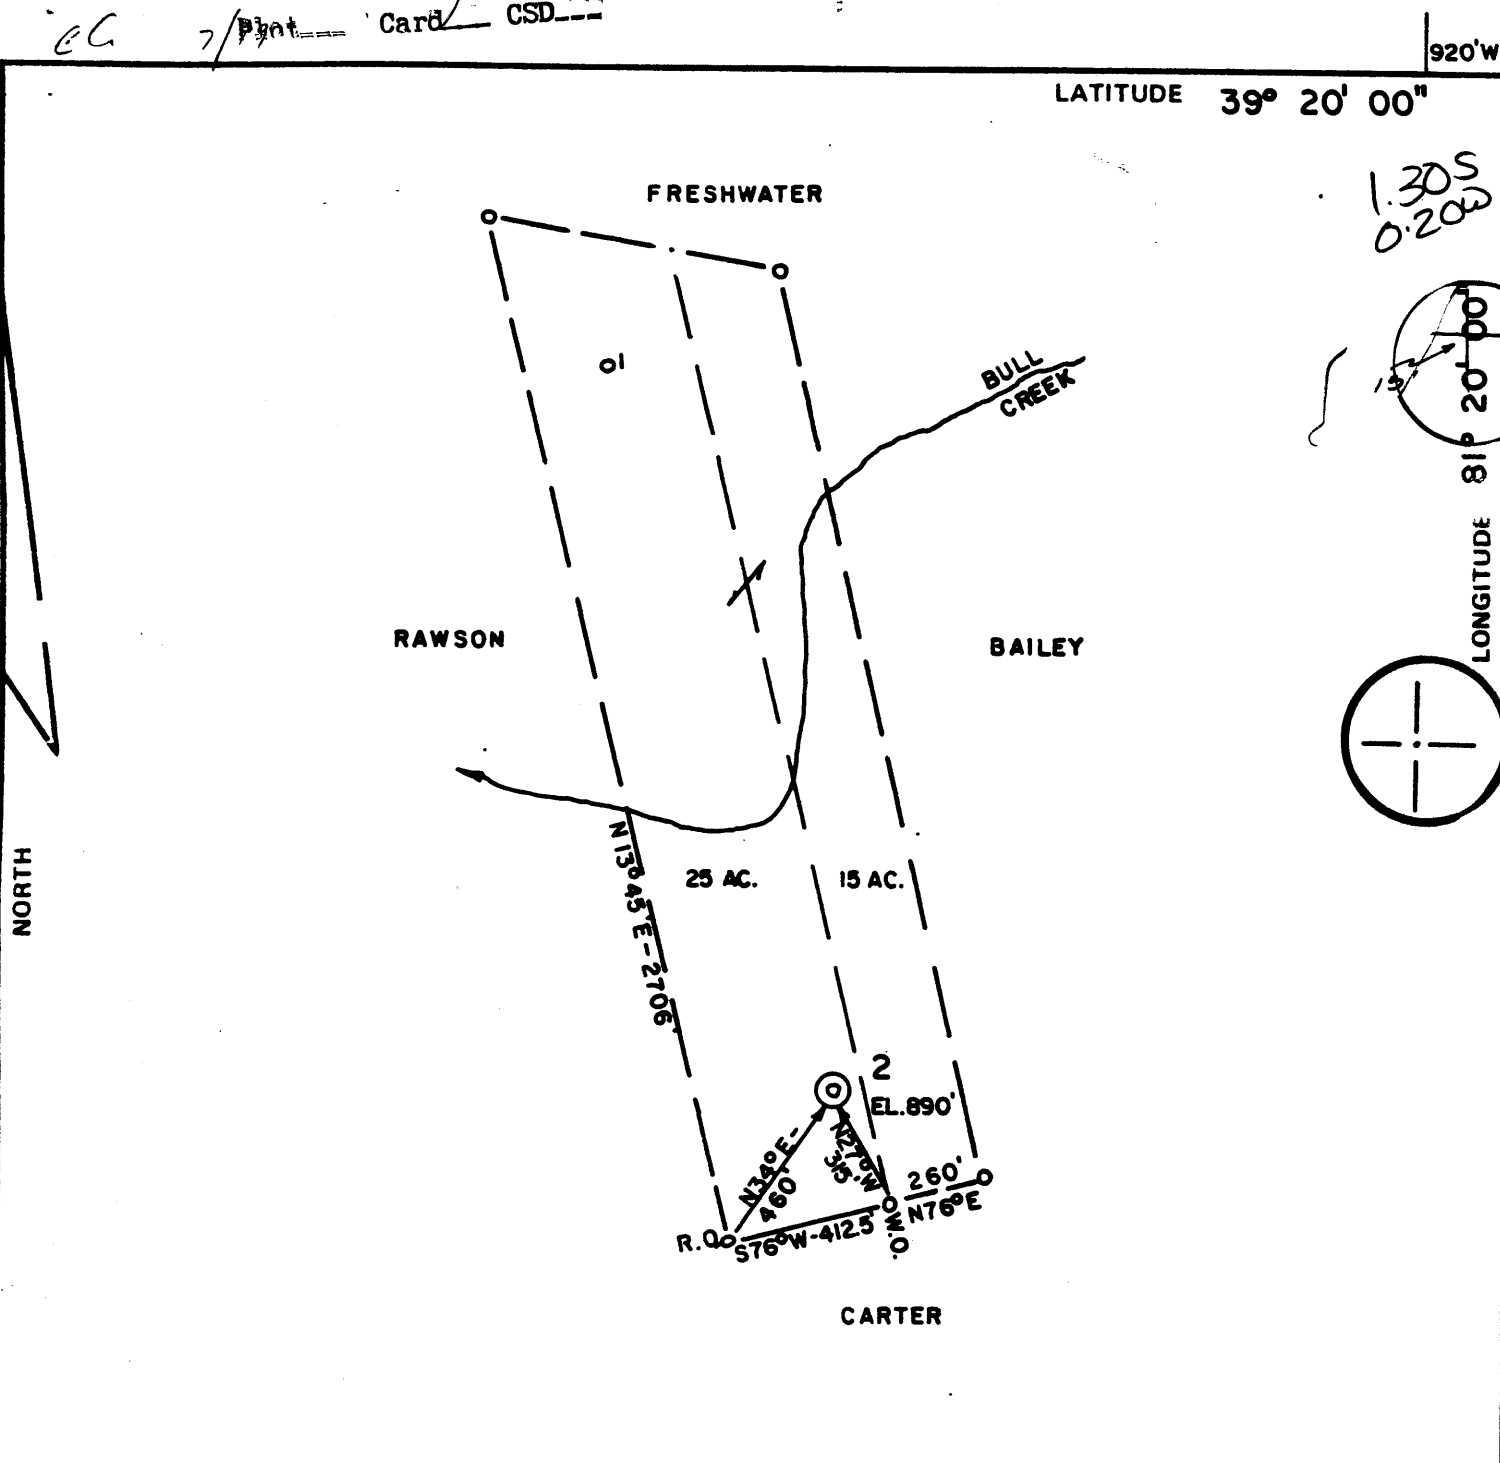 Card CSD
920'W
LATITUDE 39° 20' 00"
1.30S
0.20W
FRESHWATER
BULL
CREEK
LONGITUDE 81° 20' 00"
RAWSON
BAILEY
NORTH
N 13° 45' E - 2706'
25 AC.
15 AC.
2
EL. 890'
N34°E-
460'
N27°W
315'
260'
N76°E
R.O.
S76°W-412.5'
W.O.
CARTER